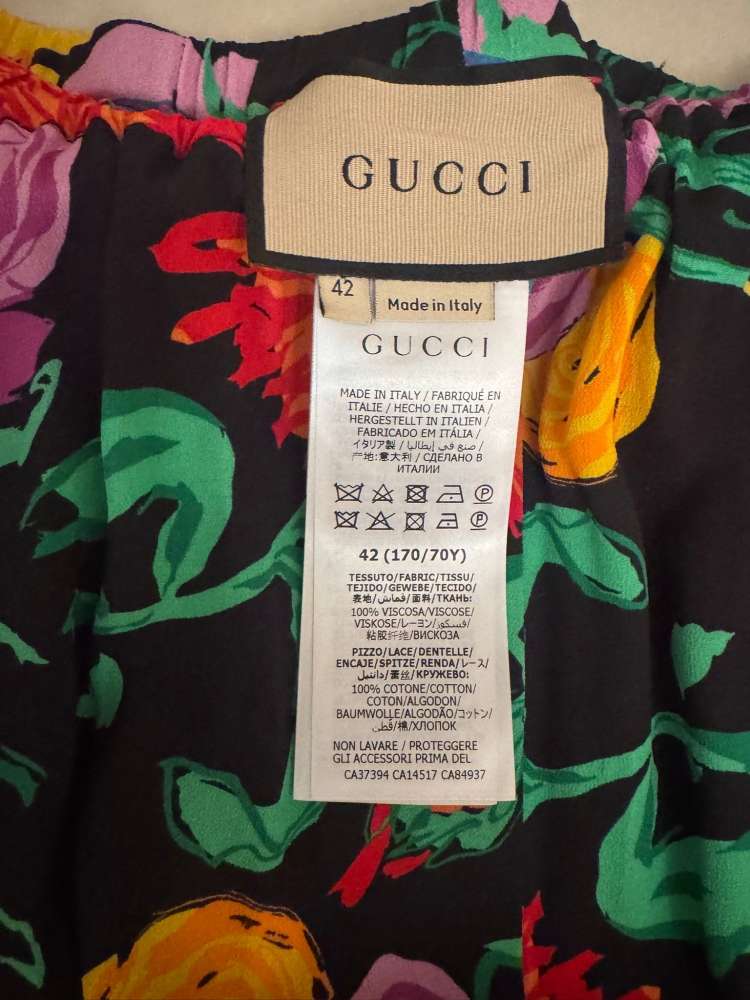 GUCCI
42
Made in Italy
GUCCI
MADE IN ITALY / FABRIQUÉ EN
ITALIE / HECHO EN ITALIA /
HERGESTELLT IN ITALIEN /
FABRICADO EM ITÁLIA /
イタリア製 / صنع في إيطاليا /
产地:意大利 / СДЕЛАНО В
ИТАЛИИ
42 (170/70Y)
TESSUTO/FABRIC/TISSU/
TEJIDO/GEWEBE/TECIDO/
表地/قماش/面料/ТКАНЬ:
100% VISCOSA/VISCOSE/
VISKOSE/レーヨン/فسكوز/
粘胶纤维/ВИСКОЗА
PIZZO/LACE/DENTELLE/
ENCAJE/SPITZE/RENDA/レース/
دانتيل/蕾丝/КРУЖЕВО:
100% COTONE/COTTON/
COTON/ALGODON/
BAUMWOLLE/ALGODÃO/コットン/
قطن/棉/ХЛОПОК
NON LAVARE / PROTEGGERE
GLI ACCESSORI PRIMA DEL
CA37394 CA14517 CA84937